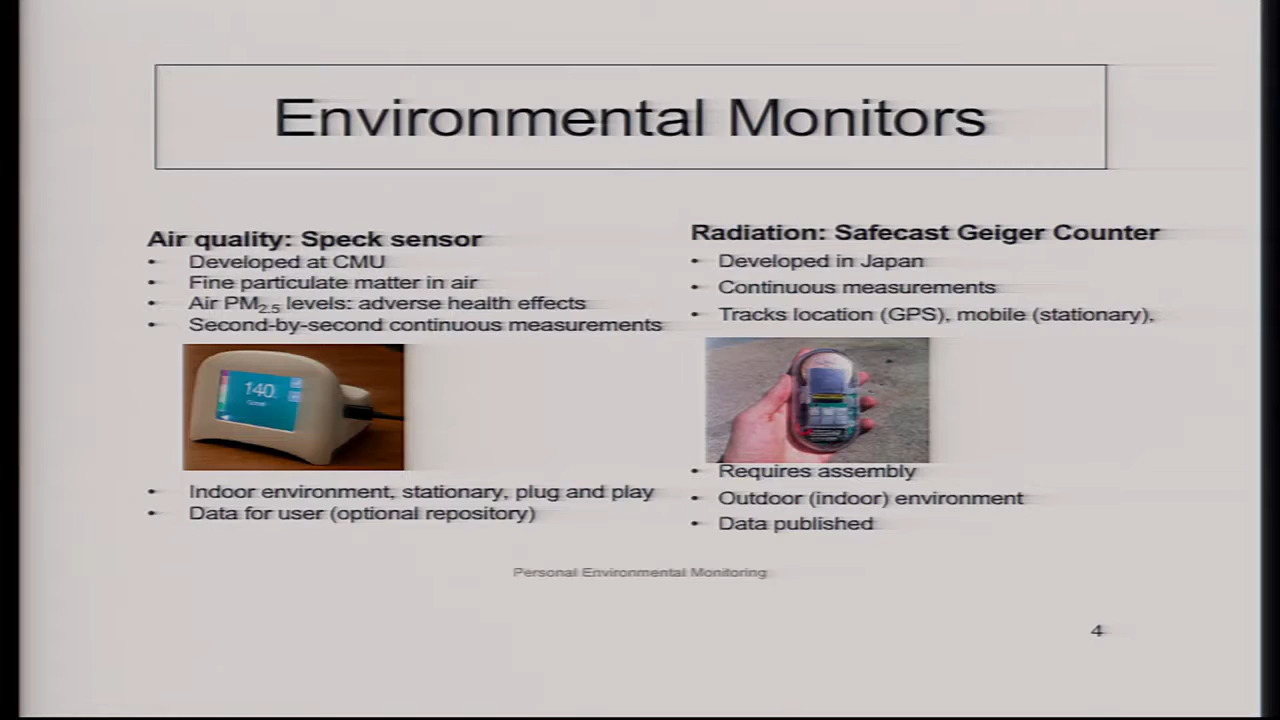 Environmental Monitors
Air quality: Speck sensor
• Developed at CMU
• Fine particulate matter in air
• Air PM2.5 levels: adverse health effects
• Second-by-second continuous measurements
140
• Indoor environment, stationary, plug and play
• Data for user (optional repository)
Radiation: Safecast Geiger Counter
• Developed in Japan
• Continuous measurements
• Tracks location (GPS), mobile (stationary),
• Requires assembly
• Outdoor (indoor) environment
• Data published
Personal Environmental Monitoring
4